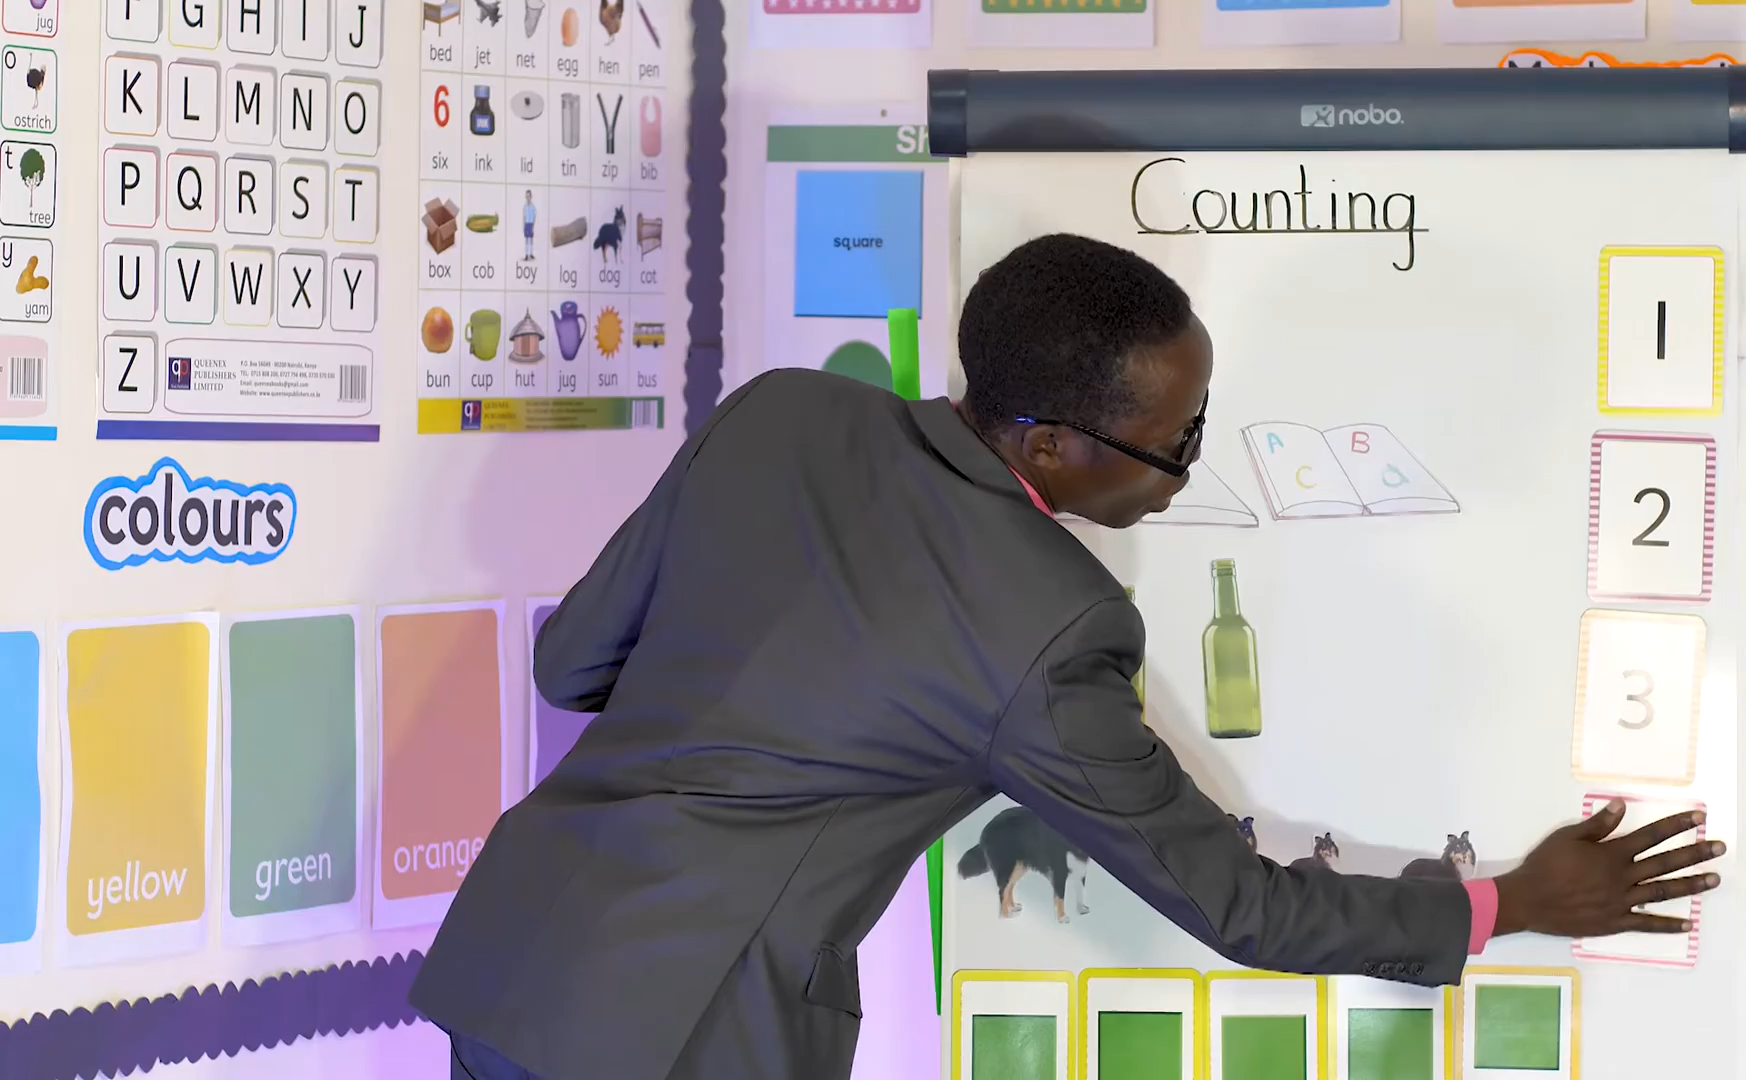 jug
o
ostrich
t
tree
y
yam
G H I J
K L M N O
P Q R S T
U V W X Y
Z
QUEENEX
PUBLISHERS
LIMITED
bed jet net egg hen pen
6
six ink lid tin zip bib
box cob boy log dog cot
bun cup hut jug sun bus
colours
yellow
green
orange
square
nobo
Counting
A B
C d
1
2
3